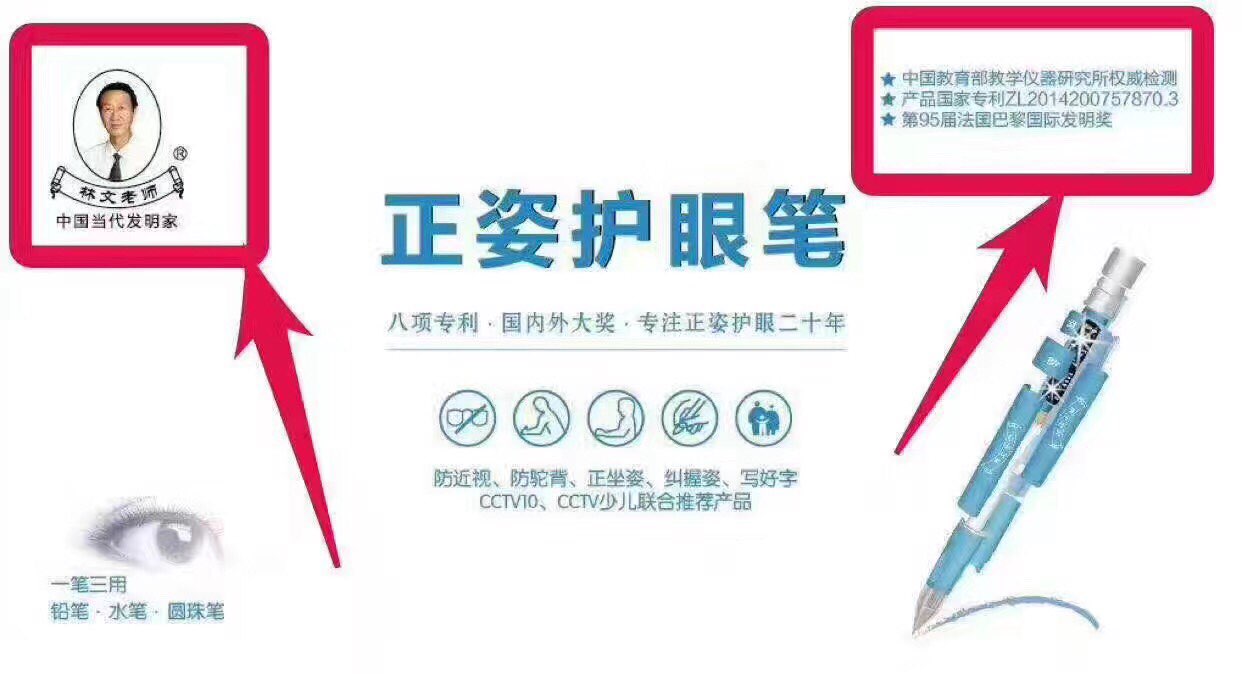 林文老师
®
中国当代发明家
★ 中国教育部教学仪器研究所权威检测
★ 产品国家专利ZL2014200757870.3
★ 第95届法国巴黎国际发明奖
正姿护眼笔
八项专利·国内外大奖·专注正姿护眼二十年
防近视、防驼背、正坐姿、纠握姿、写好字
CCTV10、CCTV少儿联合推荐产品
一笔三用
铅笔·水笔·圆珠笔